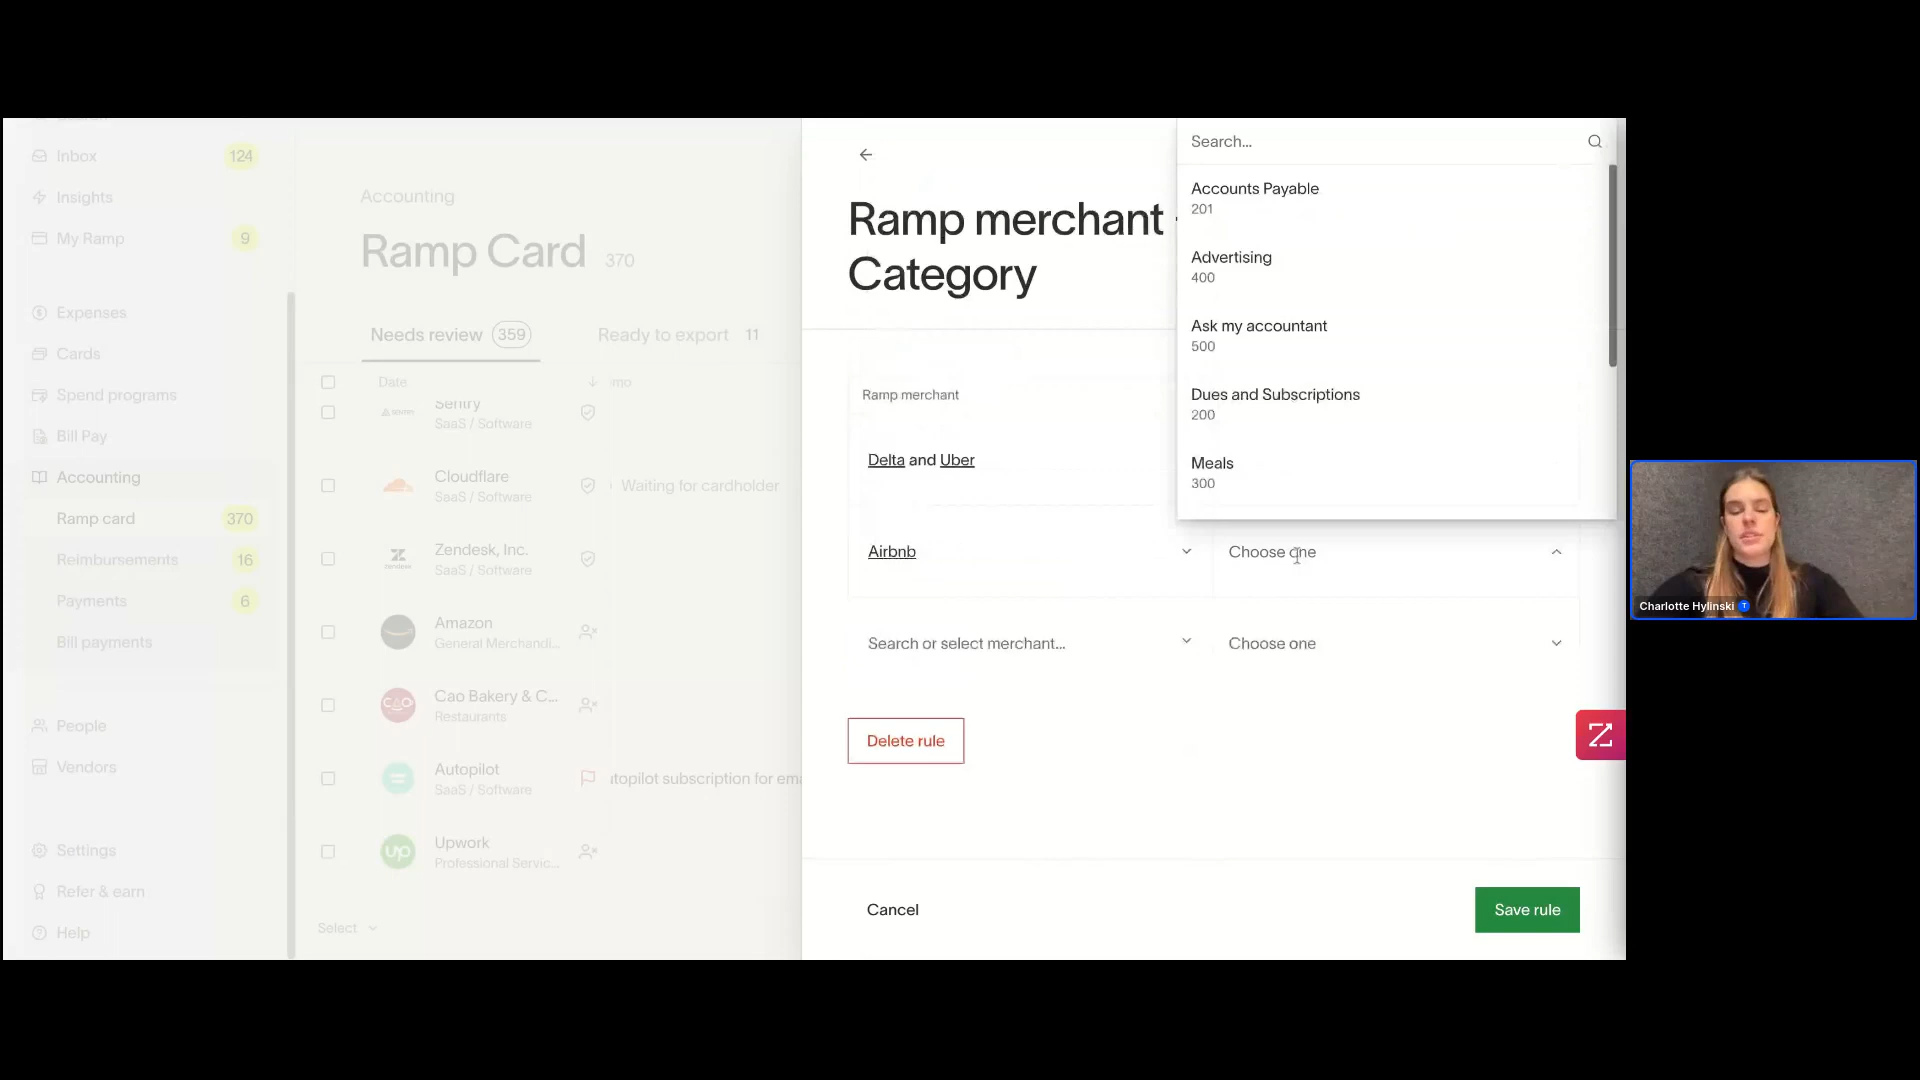 Inbox 124
Insights
My Ramp 9
Expenses
Cards
Spend programs
Bill Pay
Accounting
Ramp card 370
Reimbursements 16
Payments 6
Bill payments
People
Vendors
Settings
Refer & earn
Help
Accounting
Ramp Card 370
Needs review 359 Ready to export 11
Date mo
Sentry
SaaS / Software
Cloudflare
SaaS / Software
Waiting for cardholder
Zendesk, Inc.
SaaS / Software
zendesk
Amazon
General Merchandi...
Cao Bakery & C...
Restaurants
CAO
Autopilot
SaaS / Software
utopilot subscription for ema
Upwork
Professional Servic...
up
Select
Ramp merchant
Category
Ramp merchant
Delta and Uber
Airbnb
Choose one
Search or select merchant...
Choose one
Delete rule
Cancel
Save rule
Search...
Accounts Payable
201
Advertising
400
Ask my accountant
500
Dues and Subscriptions
200
Meals
300
Charlotte Hylinski T